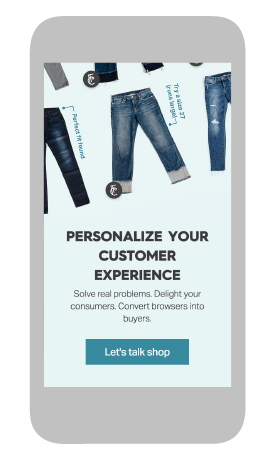 Try a size 27
(runs large)
Perfect fit found
PERSONALIZE YOUR
CUSTOMER
EXPERIENCE
Solve real problems. Delight your
consumers. Convert browsers into
buyers.
Let's talk shop